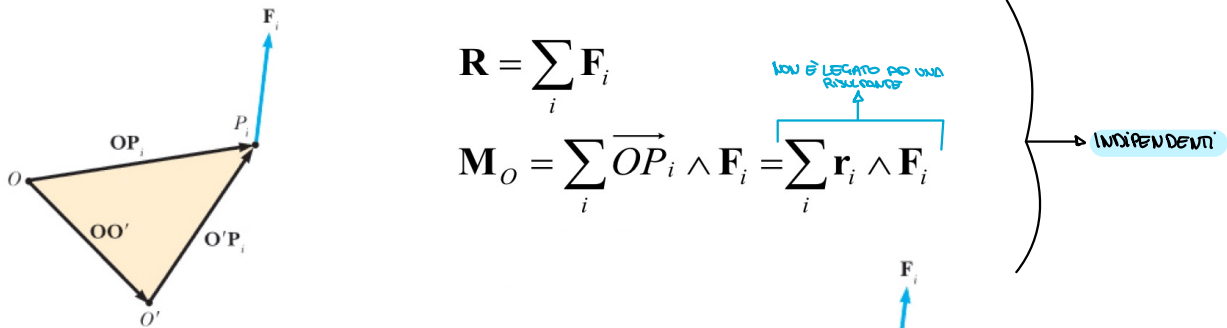 F_i
P_i
OP_i
O
OO'
O'P_i
O'
R = ∑_i F_i
NON È LEGATO AD UNA
RISULTANTE
M_O = ∑_i OP_i ∧ F_i = ∑_i r_i ∧ F_i
INDIPENDENTI
F_i